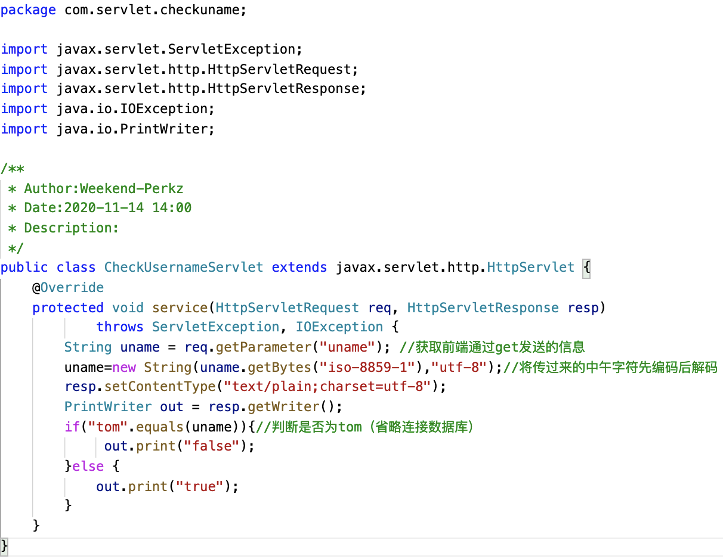 package com.servlet.checkuname;
import javax.servlet.ServletException;
import javax.servlet.http.HttpServletRequest;
import javax.servlet.http.HttpServletResponse;
import java.io.IOException;
import java.io.PrintWriter;
/**
 * Author:Weekend-Perkz
 * Date:2020-11-14 14:00
 * Description:
 */
public class CheckUsernameServlet extends javax.servlet.http.HttpServlet {
    @Override
    protected void service(HttpServletRequest req, HttpServletResponse resp)
            throws ServletException, IOException {
        String uname = req.getParameter("uname"); //获取前端通过get发送的信息
        uname=new String(uname.getBytes("iso-8859-1"),"utf-8");//将传过来的中午字符先编码后解码
        resp.setContentType("text/plain;charset=utf-8");
        PrintWriter out = resp.getWriter();
        if("tom".equals(uname)){//判断是否为tom（省略连接数据库）
             out.print("false");
        }else {
            out.print("true");
        }
    }
}